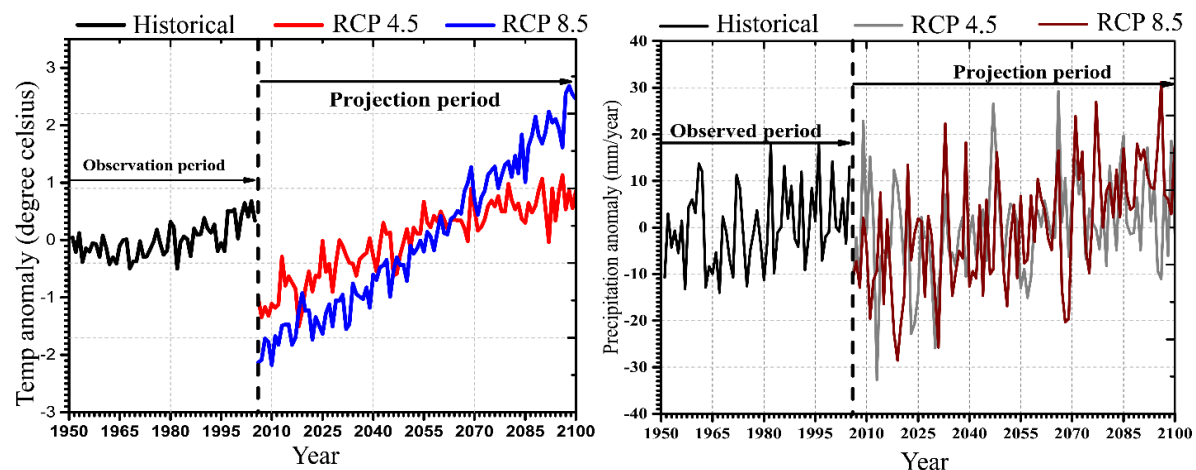 Historical RCP 4.5 RCP 8.5
Temp anomaly (degree celsius)
3
2
1
0
-1
-2
-3
Projection period
Observation period
1950 1965 1980 1995 2010 2025 2040 2055 2070 2085 2100
Year
Historical RCP 4.5 RCP 8.5
Precipitation anomaly (mm/year)
40
30
20
10
0
-10
-20
-30
-40
Projection period
Observed period
1950 1965 1980 1995 2010 2025 2040 2055 2070 2085 2100
Year